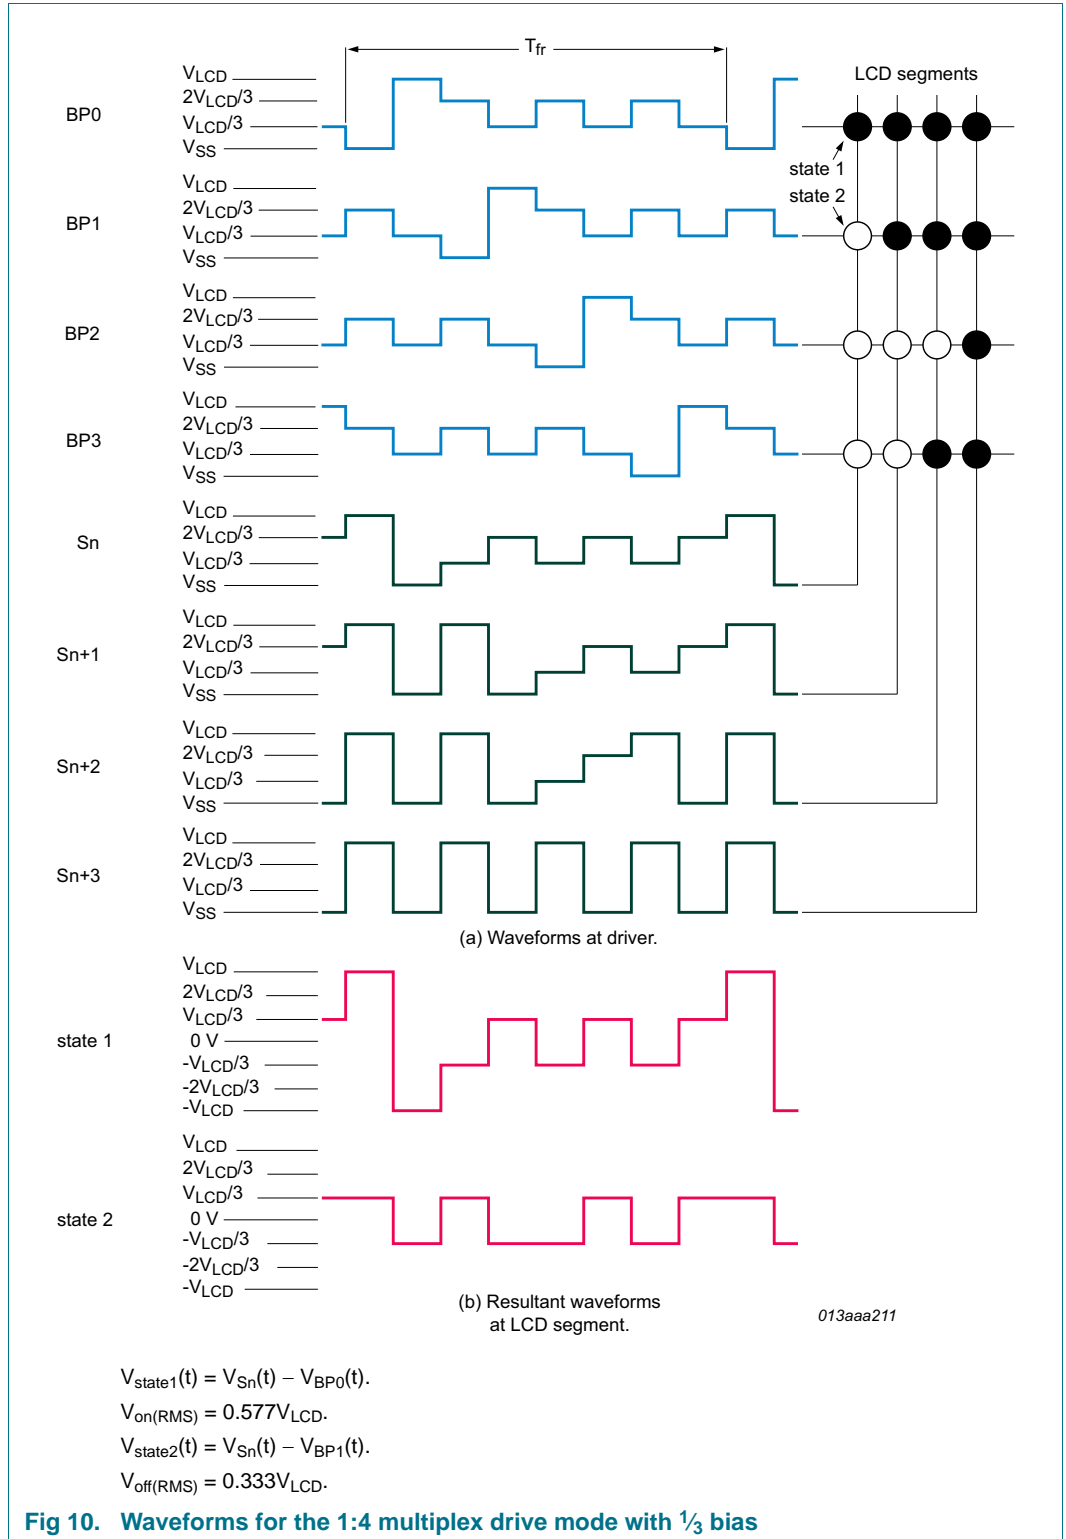 Tfr
LCD segments
BP0
VLCD
2VLCD/3
VLCD/3
VSS
state 1
state 2
BP1
VLCD
2VLCD/3
VLCD/3
VSS
BP2
VLCD
2VLCD/3
VLCD/3
VSS
BP3
VLCD
2VLCD/3
VLCD/3
VSS
Sn
VLCD
2VLCD/3
VLCD/3
VSS
Sn+1
VLCD
2VLCD/3
VLCD/3
VSS
Sn+2
VLCD
2VLCD/3
VLCD/3
VSS
Sn+3
VLCD
2VLCD/3
VLCD/3
VSS
(a) Waveforms at driver.
state 1
VLCD
2VLCD/3
VLCD/3
0 V
-VLCD/3
-2VLCD/3
-VLCD
state 2
VLCD
2VLCD/3
VLCD/3
0 V
-VLCD/3
-2VLCD/3
-VLCD
(b) Resultant waveforms
at LCD segment.
013aaa211
Vstate1(t) = VSn(t) − VBP0(t).
Von(RMS) = 0.577VLCD.
Vstate2(t) = VSn(t) − VBP1(t).
Voff(RMS) = 0.333VLCD.
Fig 10. Waveforms for the 1:4 multiplex drive mode with 1⁄3 bias